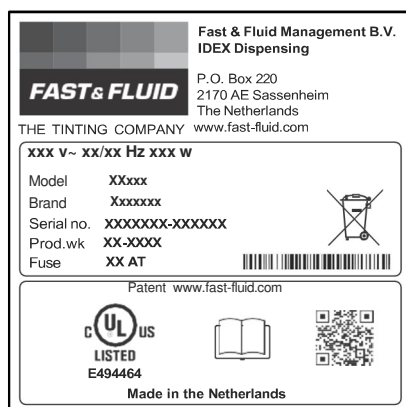 FAST & FLUID
THE TINTING COMPANY
Fast & Fluid Management B.V.
IDEX Dispensing
P.O. Box 220
2170 AE Sassenheim
The Netherlands
www.fast-fluid.com
xxx v~ xx/xx Hz xxx w
Model XXxxx
Brand Xxxxxxx
Serial no. XXXXXXX-XXXXXX
Prod.wk XX-XXXX
Fuse XX AT
Patent www.fast-fluid.com
C UL US
LISTED
E494464
Made in the Netherlands